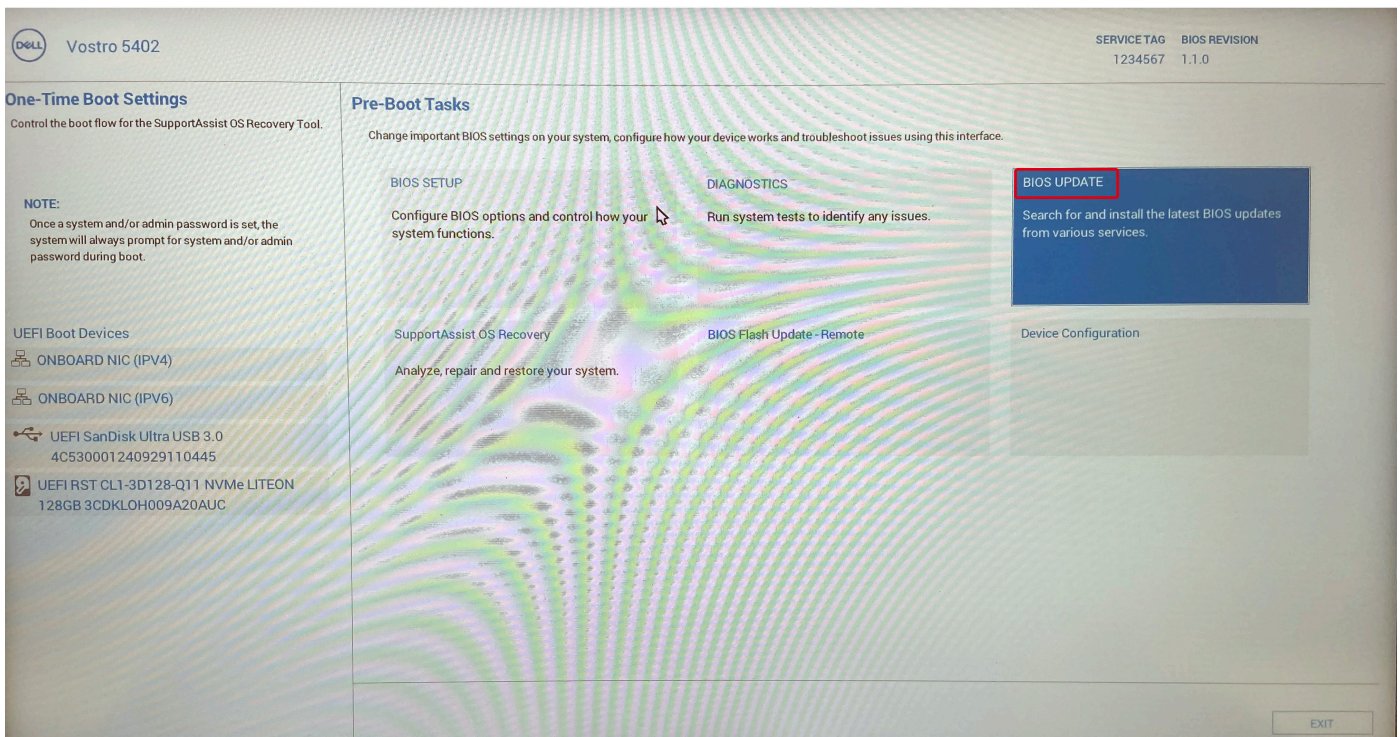 DELL
Vostro 5402
SERVICE TAG BIOS REVISION
1234567 1.1.0
One-Time Boot Settings
Control the boot flow for the SupportAssist OS Recovery Tool.
NOTE:
Once a system and/or admin password is set, the
system will always prompt for system and/or admin
password during boot.
UEFI Boot Devices
ONBOARD NIC (IPV4)
ONBOARD NIC (IPV6)
UEFI SanDisk Ultra USB 3.0
4C530001240929110445
UEFI RST CL1-3D128-Q11 NVMe LITEON
128GB 3CDKLOH009A20AUC
Pre-Boot Tasks
Change important BIOS settings on your system, configure how your device works and troubleshoot issues using this interface.
BIOS SETUP
Configure BIOS options and control how your
system functions.
DIAGNOSTICS
Run system tests to identify any issues.
BIOS UPDATE
Search for and install the latest BIOS updates
from various services.
SupportAssist OS Recovery
Analyze, repair and restore your system.
BIOS Flash Update - Remote
Device Configuration
EXIT